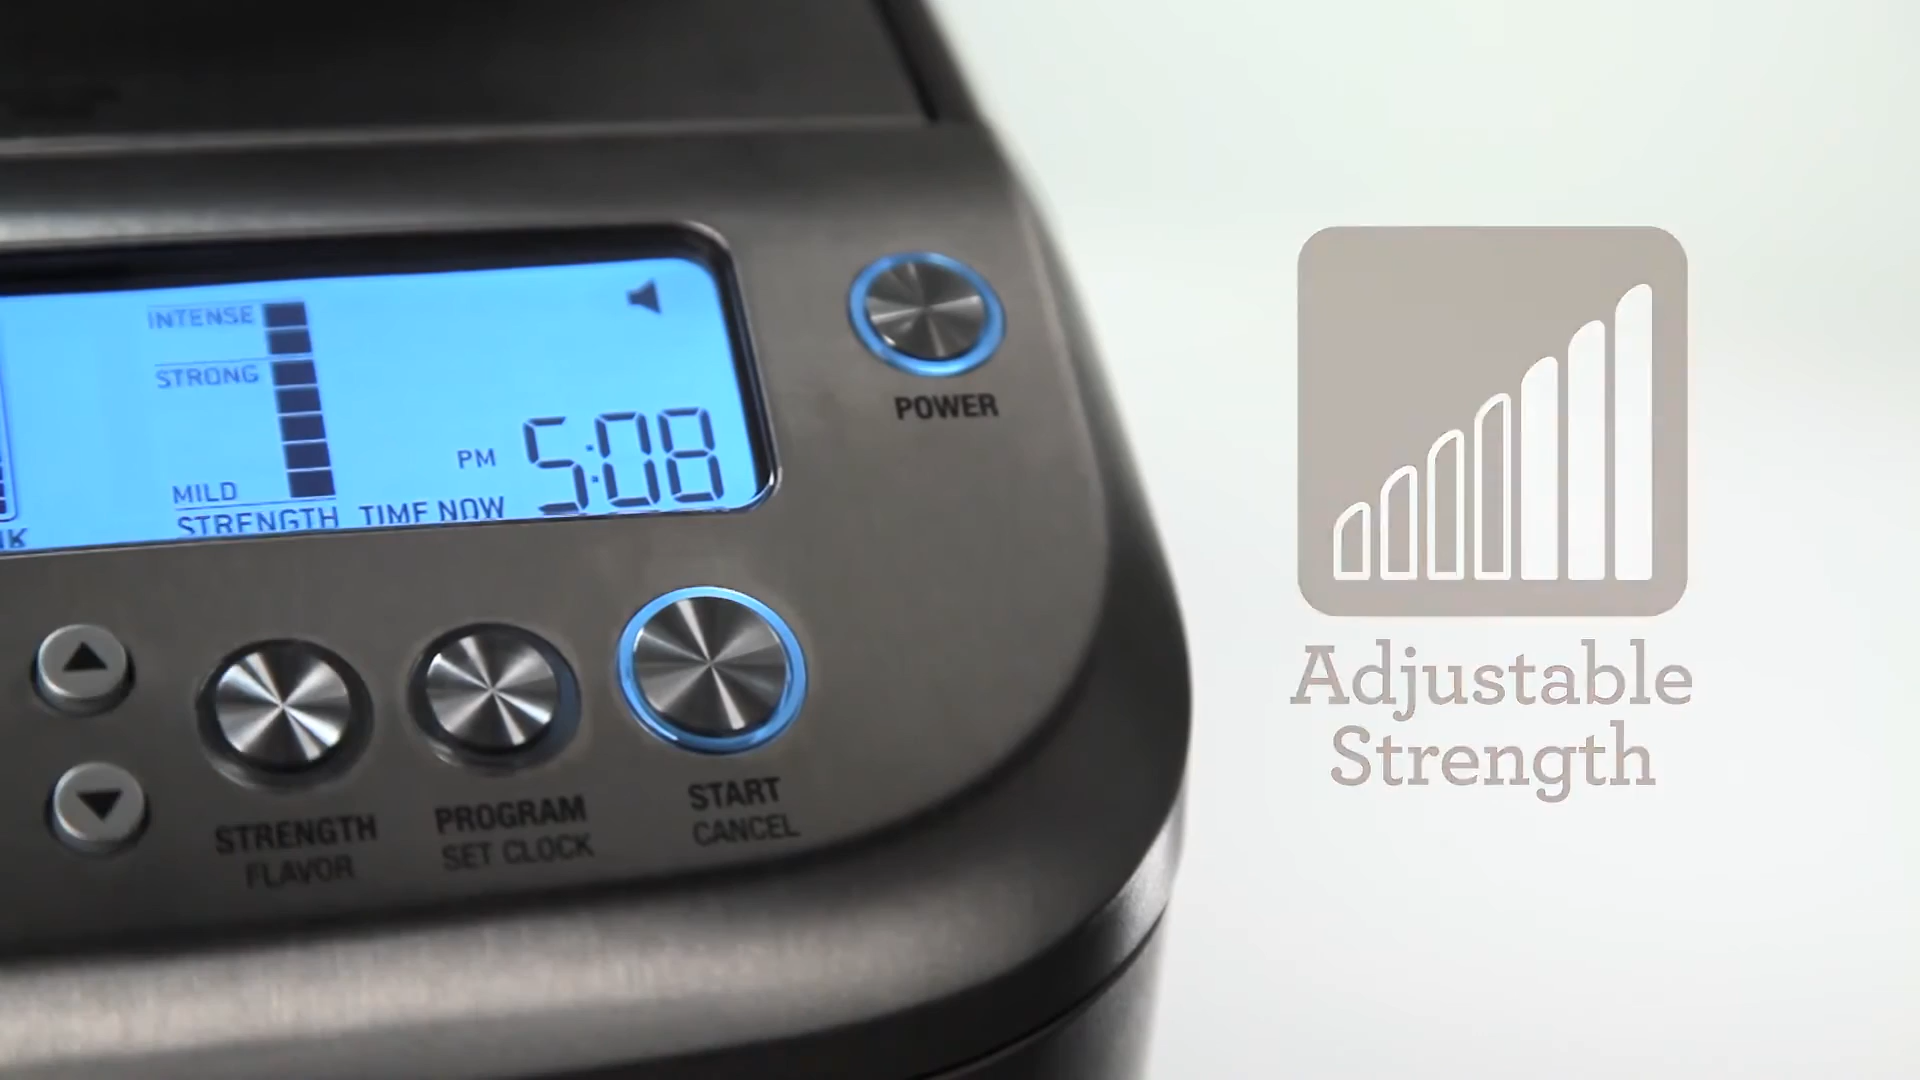 INTENSE
STRONG
MILD
STRENGTH
TIME NOW
PM 5:08
POWER
STRENGTH
FLAVOR
PROGRAM
SET CLOCK
START
CANCEL
Adjustable
Strength